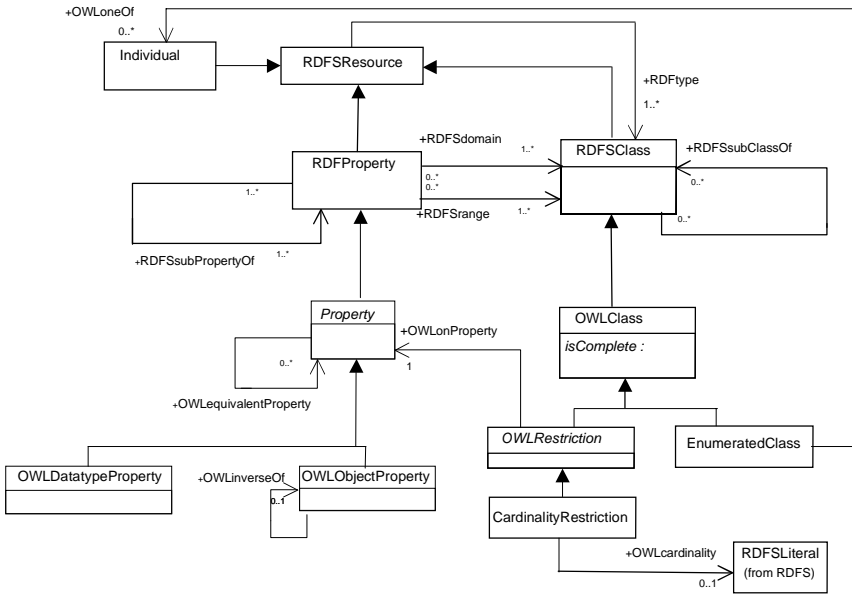 +OWLoneOf
0..*
Individual
RDFSResource
+RDFtype
1..*
+RDFSdomain
1..*
RDFProperty
0..*
0..*
RDFSClass
+RDFSsubClassOf
0..*
1..*
+RDFSrange
1..*
0..*
+RDFSsubPropertyOf
1..*
Property
+OWLonProperty
1
OWLClass
isComplete :
0..*
+OWLequivalentProperty
OWLRestriction
EnumeratedClass
OWLDatatypeProperty
+OWLinverseOf
0..1
OWLObjectProperty
CardinalityRestriction
+OWLcardinality
0..1
RDFSLiteral
(from RDFS)